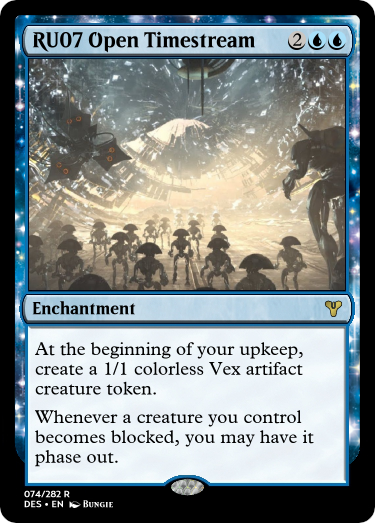 RU07 Open Timestream 2
Enchantment
At the beginning of your upkeep,
create a 1/1 colorless Vex artifact
creature token.
Whenever a creature you control
becomes blocked, you may have it
phase out.
074/282 R
DES • EN Bungie